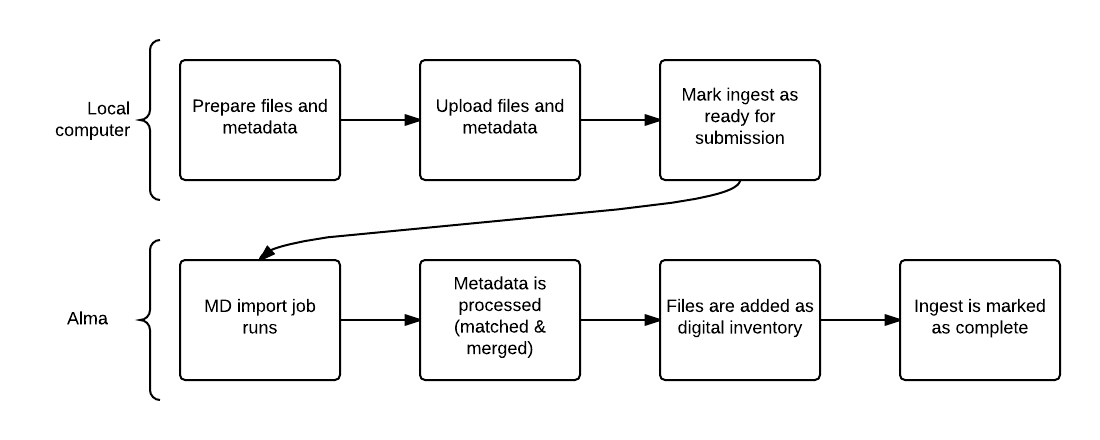 Local
computer
Prepare files and
metadata
Upload files and
metadata
Mark ingest as
ready for
submission
Alma
MD import job
runs
Metadata is
processed
(matched &
merged)
Files are added as
digital inventory
Ingest is marked
as complete